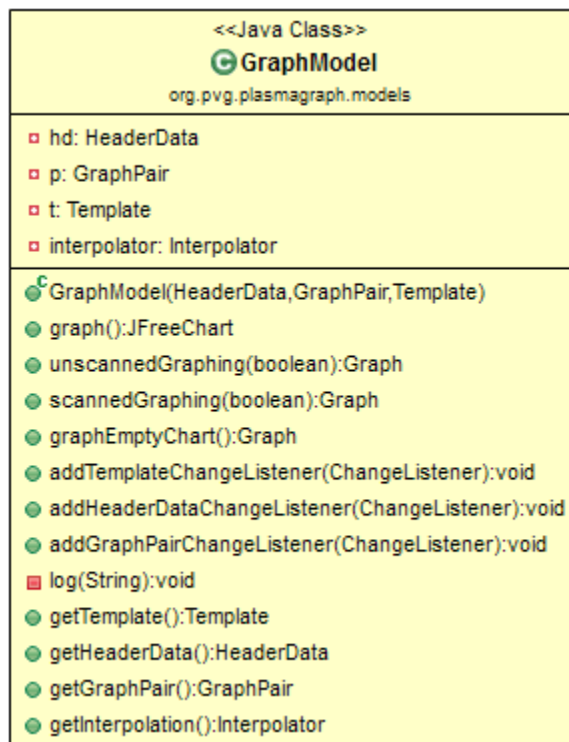 <<Java Class>>
GraphModel
org.pvg.plasmagraph.models
hd: HeaderData
p: GraphPair
t: Template
interpolator: Interpolator
GraphModel(HeaderData,GraphPair,Template)
graph():JFreeChart
unscannedGraphing(boolean):Graph
scannedGraphing(boolean):Graph
graphEmptyChart():Graph
addTemplateChangeListener(ChangeListener):void
addHeaderDataChangeListener(ChangeListener):void
addGraphPairChangeListener(ChangeListener):void
log(String):void
getTemplate():Template
getHeaderData():HeaderData
getGraphPair():GraphPair
getInterpolation():Interpolator